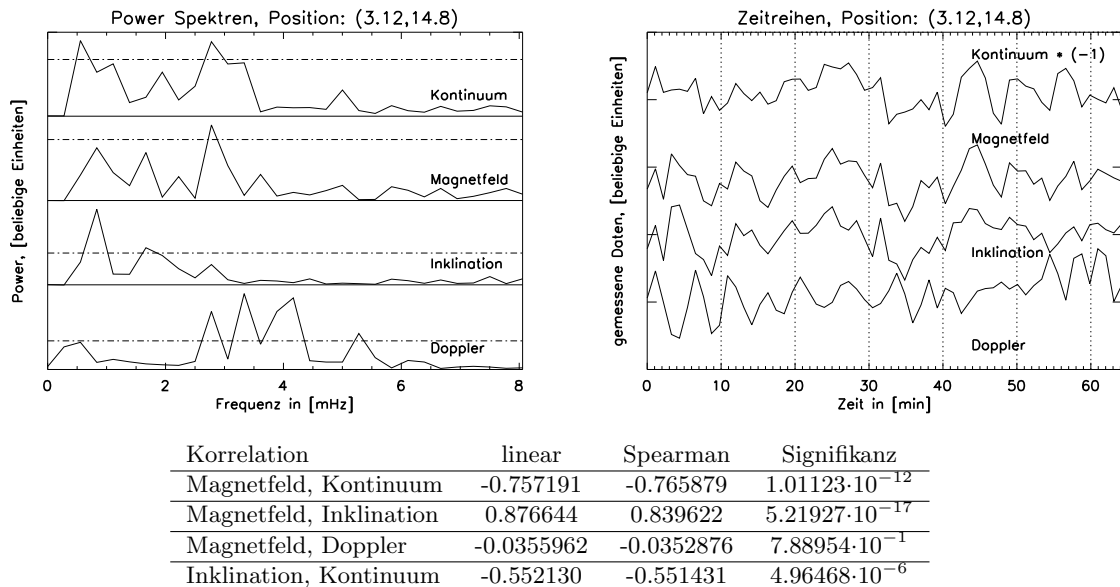 Power Spektren, Position: (3.12,14.8)
Power, [beliebige Einheiten]
Kontinuum
Magnetfeld
Inklination
Doppler
0 2 4 6 8
Frequenz in [mHz]
Zeitreihen, Position: (3.12,14.8)
gemessene Daten, [beliebige Einheiten]
Kontinuum * (-1)
Magnetfeld
Inklination
Doppler
0 10 20 30 40 50 60
Zeit in [min]
Korrelation linear Spearman Signifikanz
Magnetfeld, Kontinuum -0.757191 -0.765879 1.01123·10⁻¹²
Magnetfeld, Inklination 0.876644 0.839622 5.21927·10⁻¹⁷
Magnetfeld, Doppler -0.0355962 -0.0352876 7.88954·10⁻¹
Inklination, Kontinuum -0.552130 -0.551431 4.96468·10⁻⁶